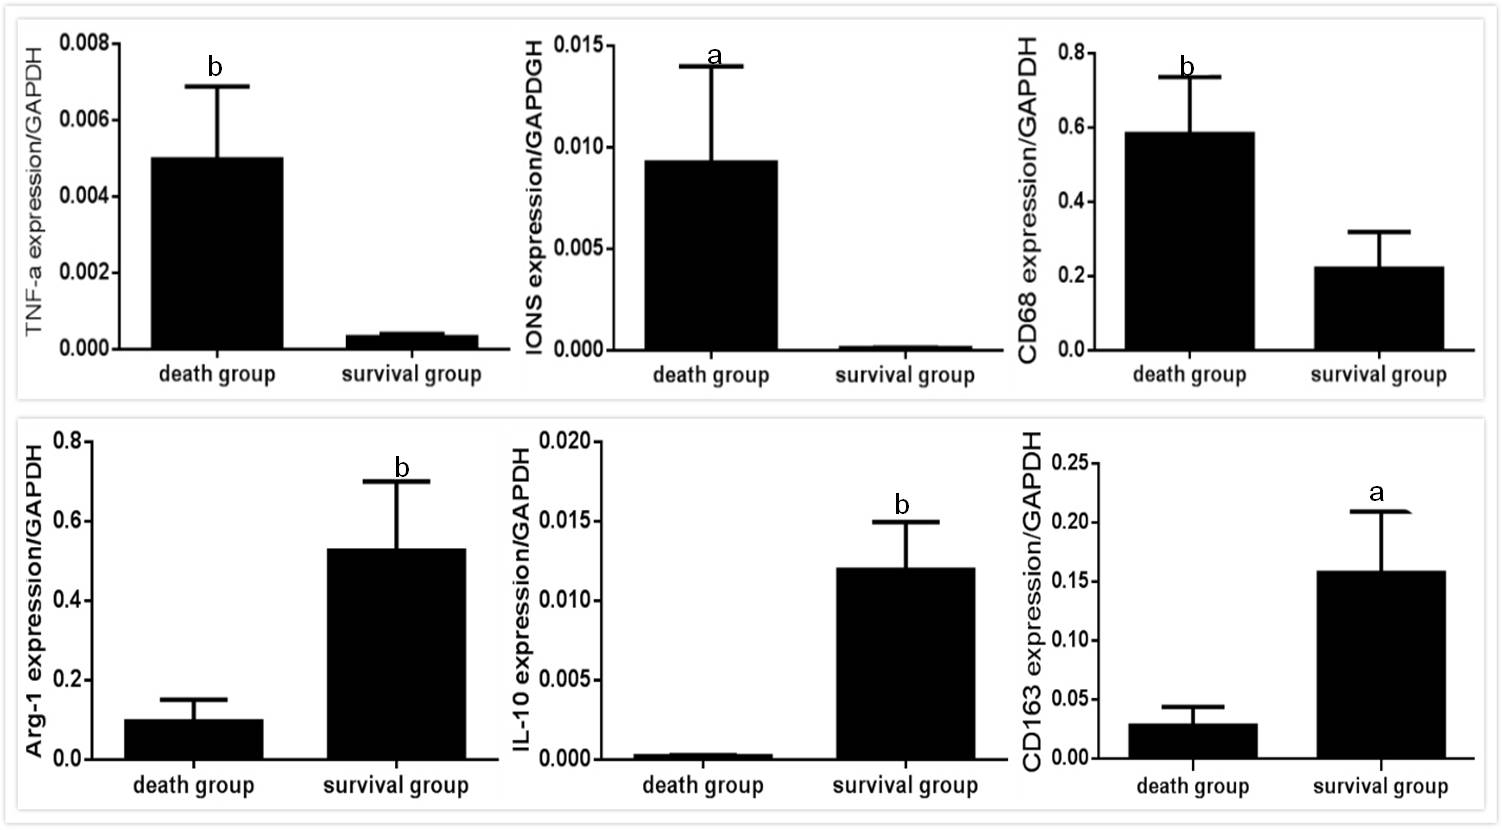 TNF-a expression/GAPDH
0.008
0.006
0.004
0.002
0.000
b
death group
survival group
IONS expression/GAPDGH
0.015
0.010
0.005
0.000
a
death group
survival group
CD68 expression/GAPDH
0.8
0.6
0.4
0.2
0.0
b
death group
survival group
Arg-1 expression/GAPDH
0.8
0.6
0.4
0.2
0.0
b
death group
survival group
IL-10 expression/GAPDH
0.020
0.015
0.010
0.005
0.000
b
death group
survival group
CD163 expression/GAPDH
0.25
0.20
0.15
0.10
0.05
0.00
a
death group
survival group